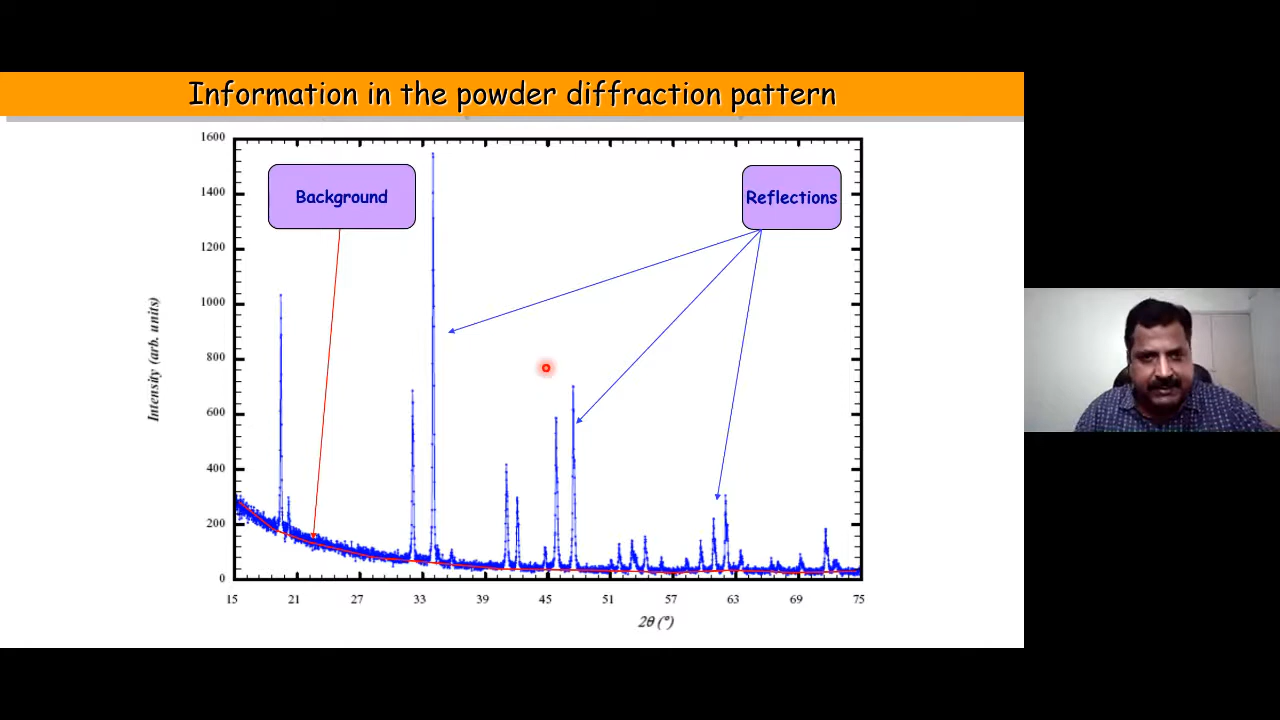 Information in the powder diffraction pattern
1600
1400
1200
1000
800
600
400
200
0
Background
Reflections
Intensity (arb. units)
15 21 27 33 39 45 51 57 63 69 75
2θ (°)